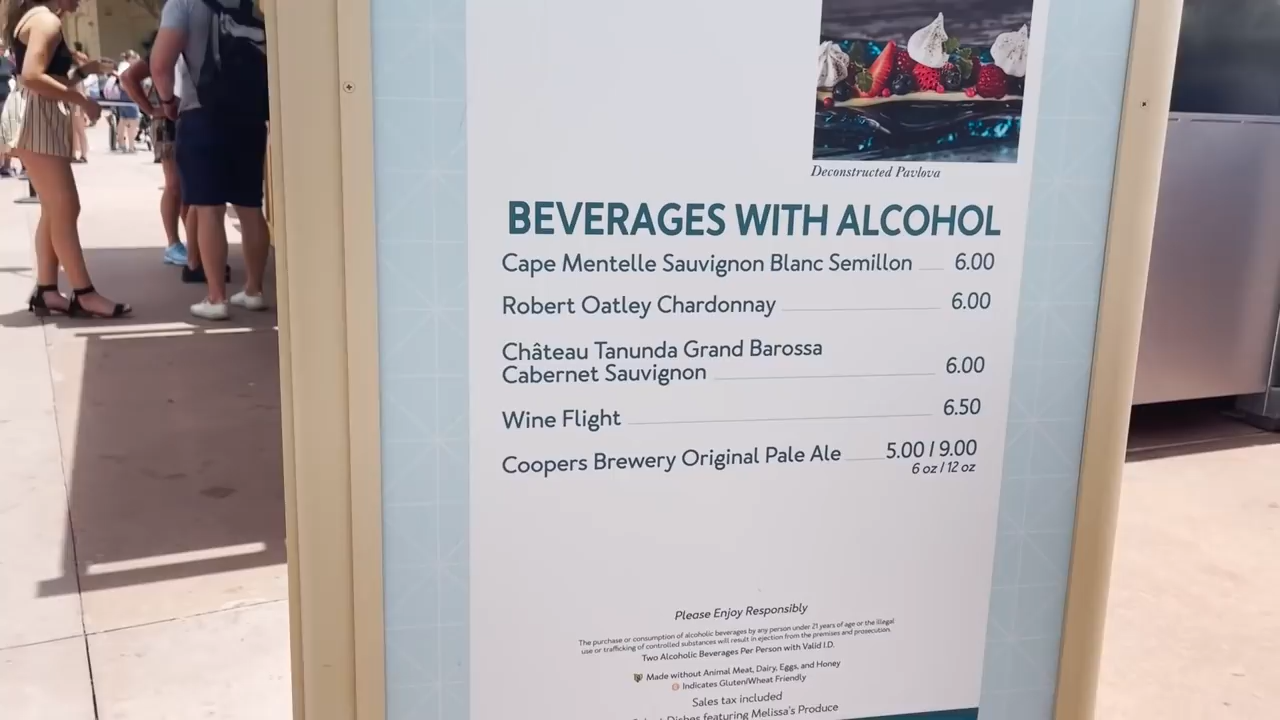 Deconstructed Pavlova
BEVERAGES WITH ALCOHOL
Cape Mentelle Sauvignon Blanc Semillon 6.00
Robert Oatley Chardonnay 6.00
Château Tanunda Grand Barossa
Cabernet Sauvignon 6.00
Wine Flight 6.50
Coopers Brewery Original Pale Ale 5.00 / 9.00
6 oz / 12 oz
Please Enjoy Responsibly
The purchase or consumption of alcoholic beverages by any person under 21 years of age or the illegal
use or trafficking of controlled substances will result in ejection from the premises and prosecution.
Two Alcoholic Beverages Per Person with Valid I.D.
Made without Animal Meat, Dairy, Eggs, and Honey
Indicates Gluten/Wheat Friendly
Sales tax included
Dishes featuring Melissa's Produce